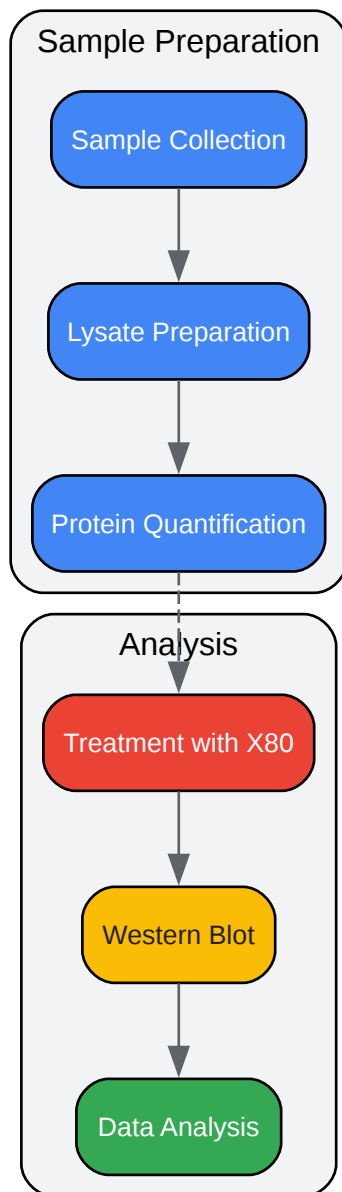 Sample Preparation
Sample Collection
Lysate Preparation
Protein Quantification
Analysis
Treatment with X80
Western Blot
Data Analysis